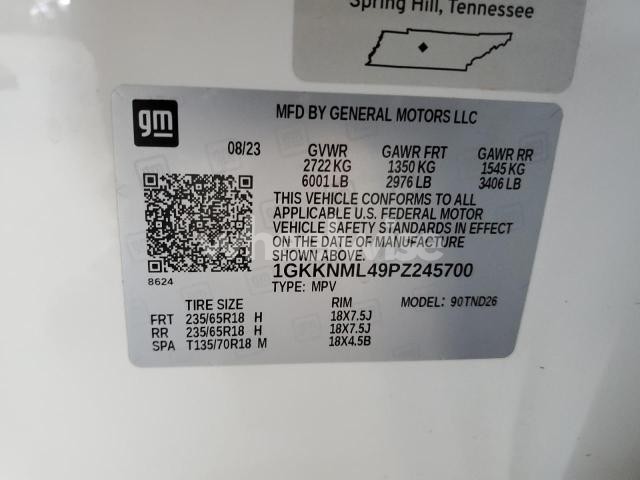 Spring Hill, Tennessee
gm
MFD BY GENERAL MOTORS LLC
08/23 GVWR GAWR FRT GAWR RR
2722 KG 1350 KG 1545 KG
6001 LB 2976 LB 3406 LB
THIS VEHICLE CONFORMS TO ALL
APPLICABLE U.S. FEDERAL MOTOR
VEHICLE SAFETY STANDARDS IN EFFECT
ON THE DATE OF MANUFACTURE
SHOWN ABOVE.
1GKKNML49PZ245700
8624
TYPE: MPV
TIRE SIZE RIM MODEL: 90TND26
FRT 235/65R18 H 18X7.5J
RR 235/65R18 H 18X7.5J
SPA T135/70R18 M 18X4.5B